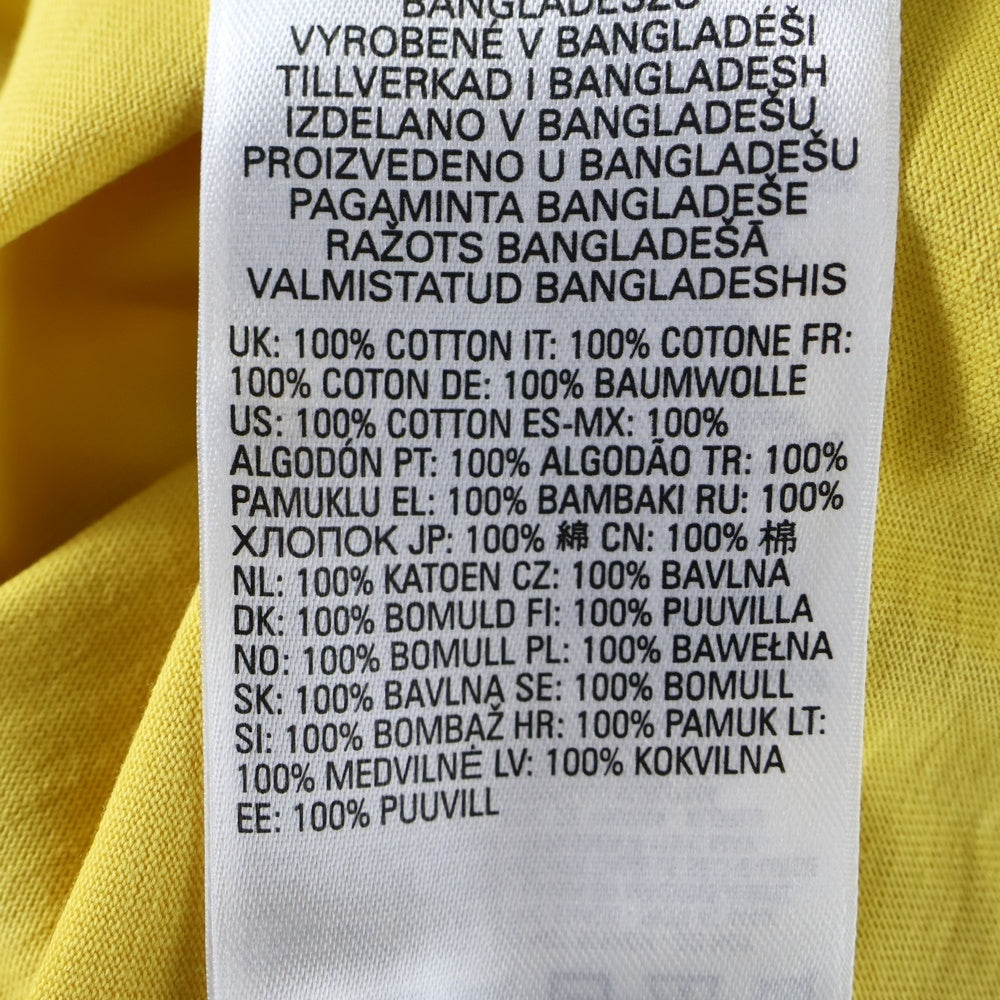 BANGLADESZU
VYROBENÉ V BANGLADÉŠI
TILLVERKAD I BANGLADESH
IZDELANO V BANGLADEŠU
PROIZVEDENO U BANGLADEŠU
PAGAMINTA BANGLADEŠE
RAŽOTS BANGLADEŠĀ
VALMISTATUD BANGLADESHIS
UK: 100% COTTON IT: 100% COTONE FR:
100% COTON DE: 100% BAUMWOLLE
US: 100% COTTON ES-MX: 100%
ALGODÓN PT: 100% ALGODÃO TR: 100%
PAMUKLU EL: 100% BAMBAKI RU: 100%
ХЛОПОК JP: 100% 綿 CN: 100% 棉
NL: 100% KATOEN CZ: 100% BAVLNA
DK: 100% BOMULD FI: 100% PUUVILLA
NO: 100% BOMULL PL: 100% BAWEŁNA
SK: 100% BAVLNA SE: 100% BOMULL
SI: 100% BOMBAŽ HR: 100% PAMUK LT:
100% MEDVILNĖ LV: 100% KOKVILNA
EE: 100% PUUVILL